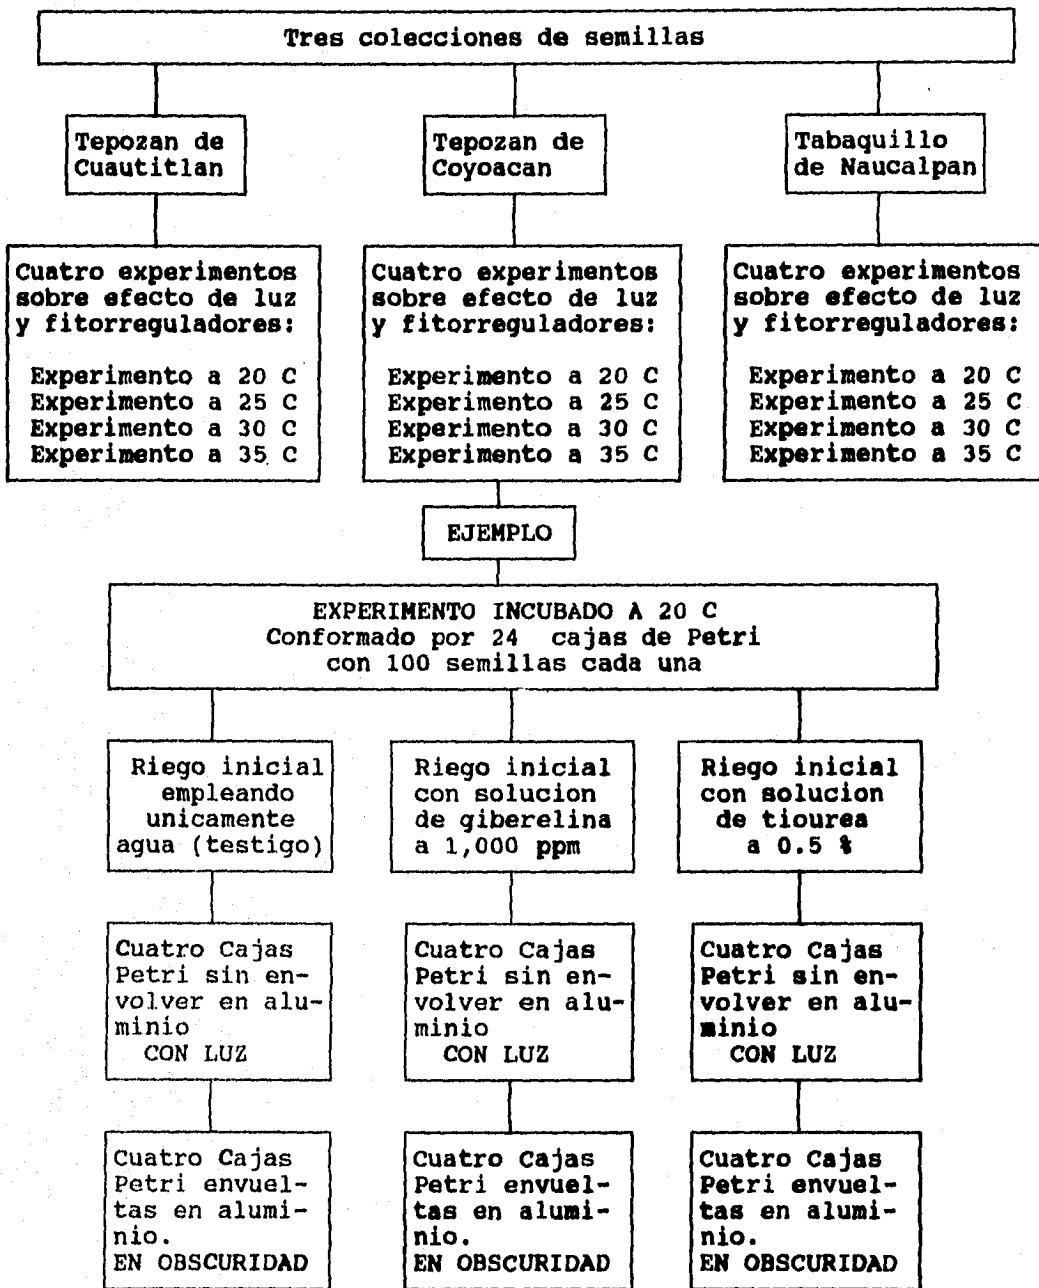 Tres colecciones de semillas
Tepozan de
Cuautitlan
Tepozan de
Coyoacan
Tabaquillo
de Naucalpan
Cuatro experimentos
sobre efecto de luz
y fitorreguladores:
Experimento a 20 C
Experimento a 25 C
Experimento a 30 C
Experimento a 35 C
Cuatro experimentos
sobre efecto de luz
y fitorreguladores:
Experimento a 20 C
Experimento a 25 C
Experimento a 30 C
Experimento a 35 C
Cuatro experimentos
sobre efecto de luz
y fitorreguladores:
Experimento a 20 C
Experimento a 25 C
Experimento a 30 C
Experimento a 35 C
EJEMPLO
EXPERIMENTO INCUBADO A 20 C
Conformado por 24 cajas de Petri
con 100 semillas cada una
Riego inicial
empleando
unicamente
agua (testigo)
Riego inicial
con solucion
de giberelina
a 1,000 ppm
Riego inicial
con solucion
de tiourea
a 0.5 %
Cuatro Cajas
Petri sin en-
volver en alu-
minio
CON LUZ
Cuatro Cajas
Petri sin en-
volver en alu-
minio
CON LUZ
Cuatro Cajas
Petri sin en-
volver en alu-
minio
CON LUZ
Cuatro Cajas
Petri envuel-
tas en alumi-
nio.
EN OBSCURIDAD
Cuatro Cajas
Petri envuel-
tas en alumi-
nio.
EN OBSCURIDAD
Cuatro Cajas
Petri envuel-
tas en alumi-
nio.
EN OBSCURIDAD